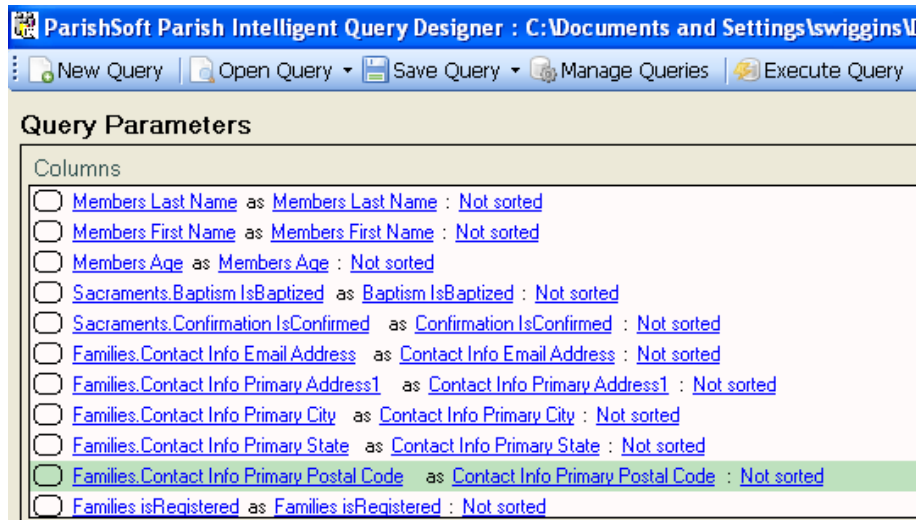 ParishSoft Parish Intelligent Query Designer : C:\Documents and Settings\swiggins\
New Query Open Query Save Query Manage Queries Execute Query
Query Parameters
Columns
Members Last Name as Members Last Name : Not sorted
Members First Name as Members First Name : Not sorted
Members Age as Members Age : Not sorted
Sacraments.Baptism IsBaptized as Baptism IsBaptized : Not sorted
Sacraments.Confirmation IsConfirmed as Confirmation IsConfirmed : Not sorted
Families.Contact Info Email Address as Contact Info Email Address : Not sorted
Families.Contact Info Primary Address1 as Contact Info Primary Address1 : Not sorted
Families.Contact Info Primary City as Contact Info Primary City : Not sorted
Families.Contact Info Primary State as Contact Info Primary State : Not sorted
Families.Contact Info Primary Postal Code as Contact Info Primary Postal Code : Not sorted
Families isRegistered as Families isRegistered : Not sorted